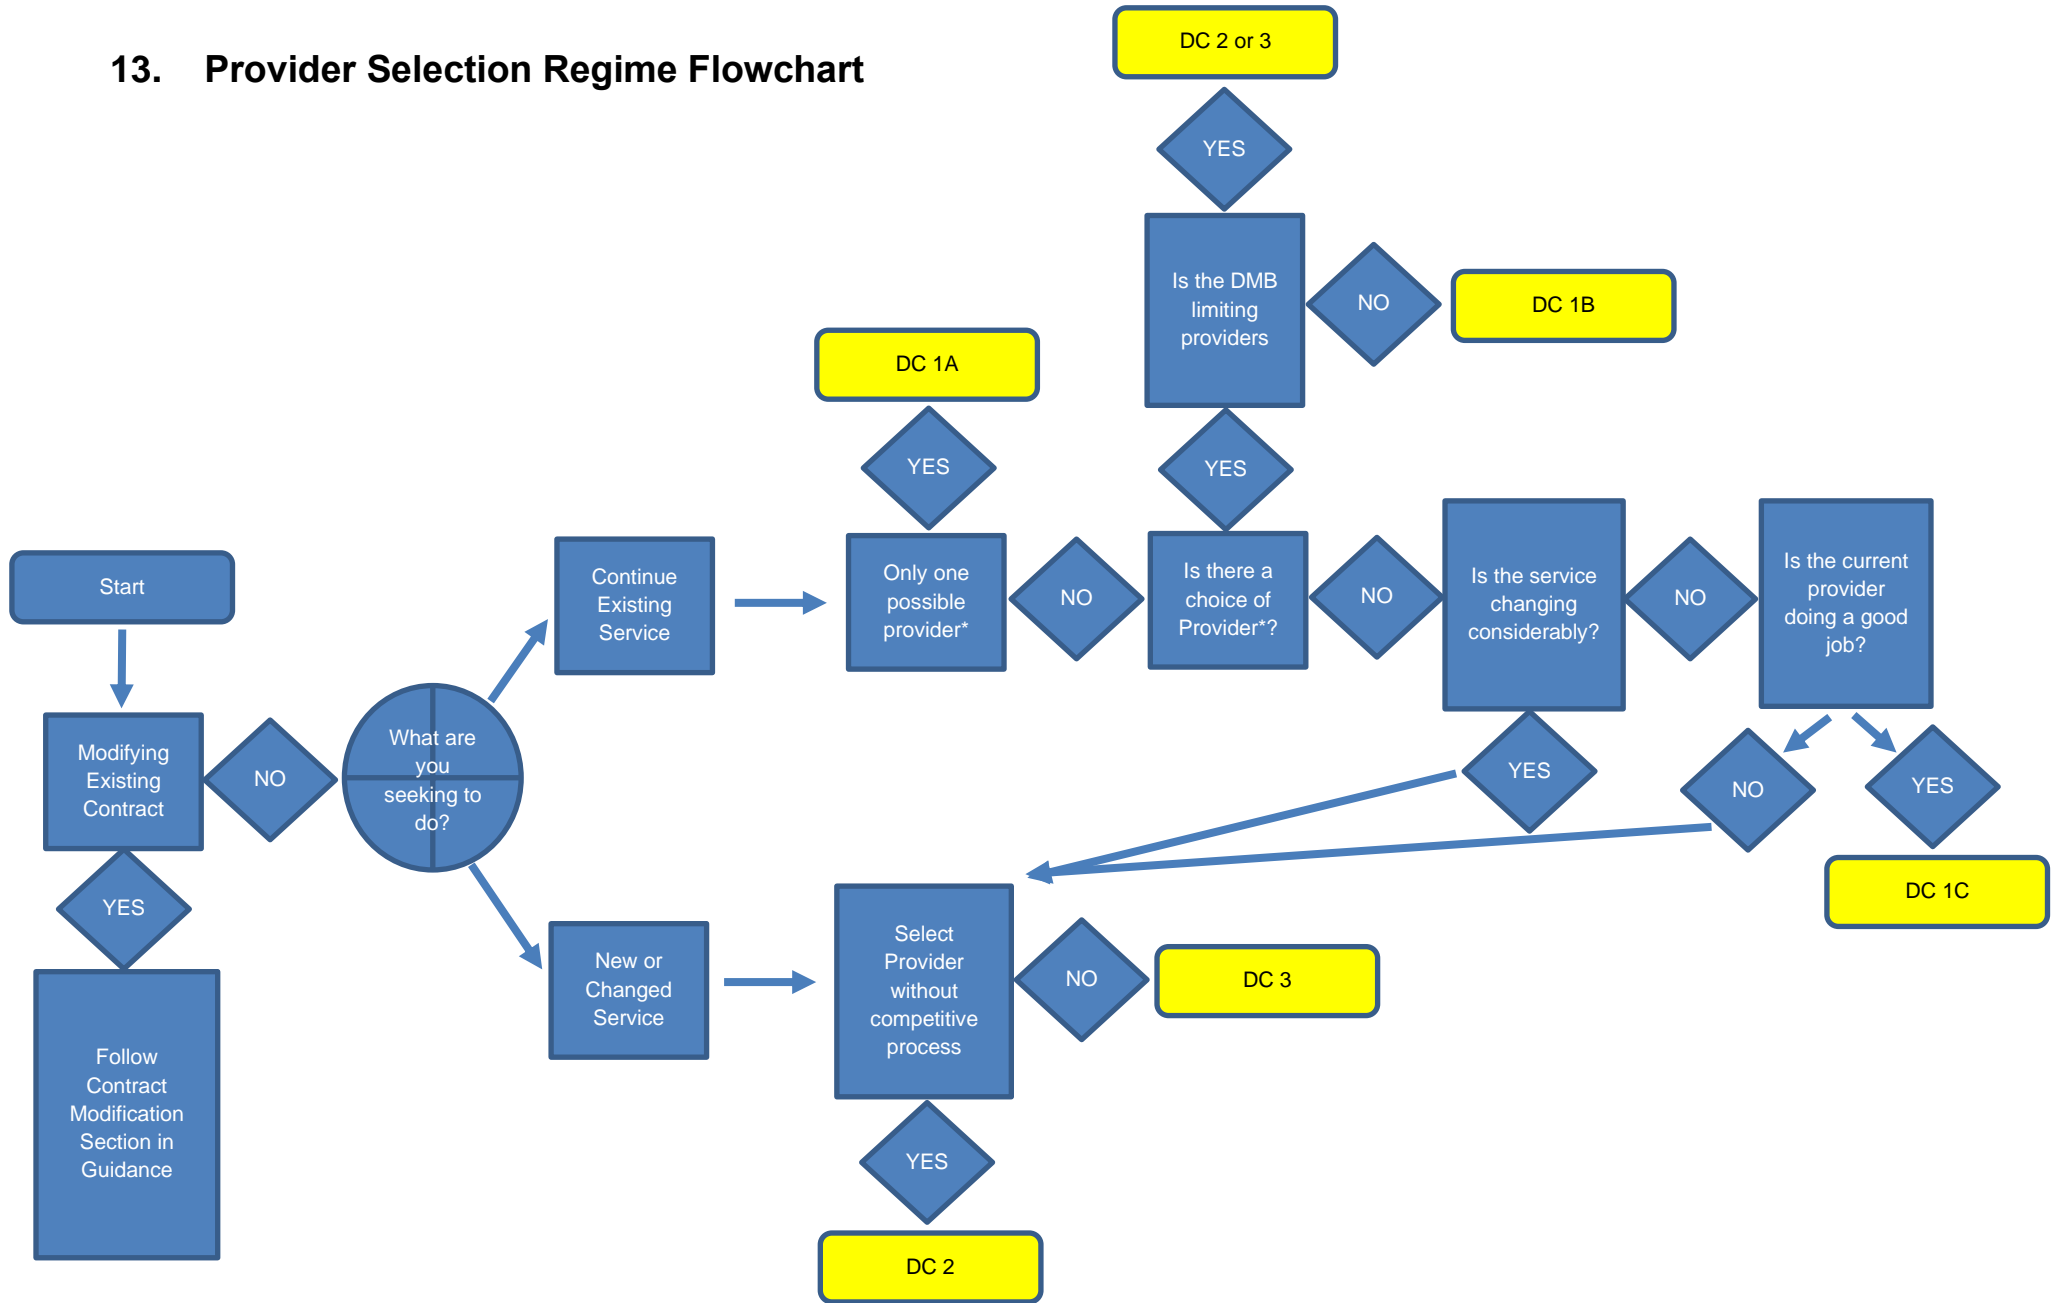 13. Provider Selection Regime Flowchart
DC 2 or 3
YES
Is the DMB
limiting
providers
NO
DC 1B
DC 1A
YES
YES
Start
Continue
Existing
Service
Only one
possible
provider*
NO
Is there a
choice of
Provider*?
NO
Is the service
changing
considerably?
NO
Is the current
provider
doing a good
job?
Modifying
Existing
Contract
NO
What are
you
seeking to
do?
YES
NO
YES
DC 1C
YES
Follow
Contract
Modification
Section in
Guidance
New or
Changed
Service
Select
Provider
without
competitive
process
NO
DC 3
YES
DC 2